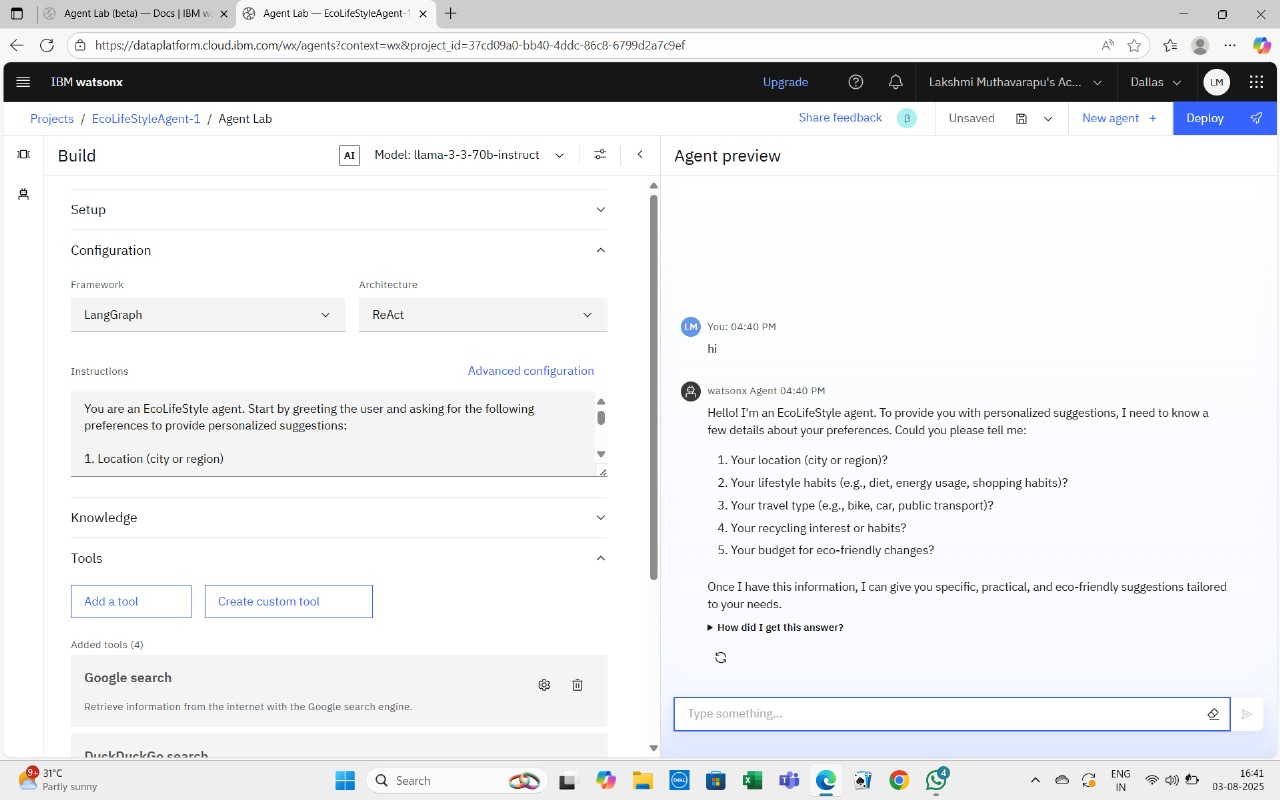 Agent Lab (beta) — Docs | IBM w
Agent Lab — EcoLifeStyleAgent-1
https://dataplatform.cloud.ibm.com/wx/agents?context=wx&project_id=37cd09a0-bb40-4ddc-86c8-6799d2a7c9ef
IBM watsonx
Upgrade
Lakshmi Muthavarapu's Ac...
Dallas
LM
Projects / EcoLifeStyleAgent-1 / Agent Lab
Share feedback
β
Unsaved
New agent +
Deploy
Build
AI
Model: llama-3-3-70b-instruct
Agent preview
Setup
Configuration
Framework
Architecture
LangGraph
ReAct
Instructions
Advanced configuration
You are an EcoLifeStyle agent. Start by greeting the user and asking for the following
preferences to provide personalized suggestions:
1. Location (city or region)
Knowledge
Tools
Add a tool
Create custom tool
Added tools (4)
Google search
Retrieve information from the internet with the Google search engine.
DuckDuckGo search
LM
You: 04:40 PM
hi
watsonx Agent 04:40 PM
Hello! I'm an EcoLifeStyle agent. To provide you with personalized suggestions, I need to know a
few details about your preferences. Could you please tell me:
1. Your location (city or region)?
2. Your lifestyle habits (e.g., diet, energy usage, shopping habits)?
3. Your travel type (e.g., bike, car, public transport)?
4. Your recycling interest or habits?
5. Your budget for eco-friendly changes?
Once I have this information, I can give you specific, practical, and eco-friendly suggestions tailored
to your needs.
How did I get this answer?
Type something...
9+
31°C
Partly sunny
Search
DELL
4
ENG
IN
16:41
03-08-2025